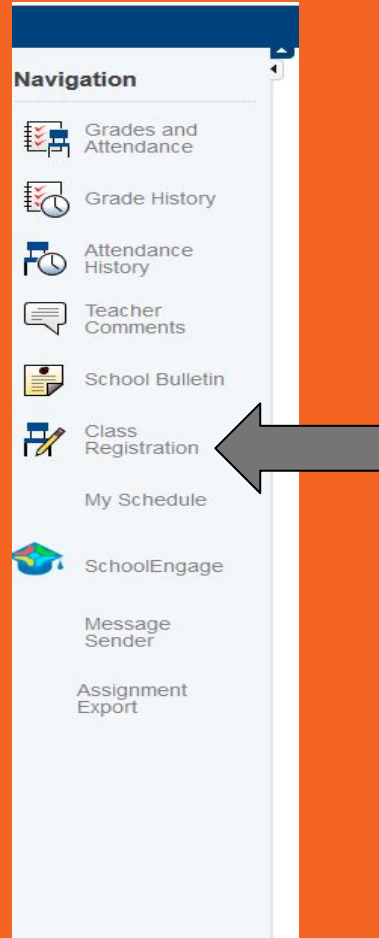 Navigation
Grades and
Attendance
Grade History
Attendance
History
Teacher
Comments
School Bulletin
Class
Registration
My Schedule
SchoolEngage
Message
Sender
Assignment
Export